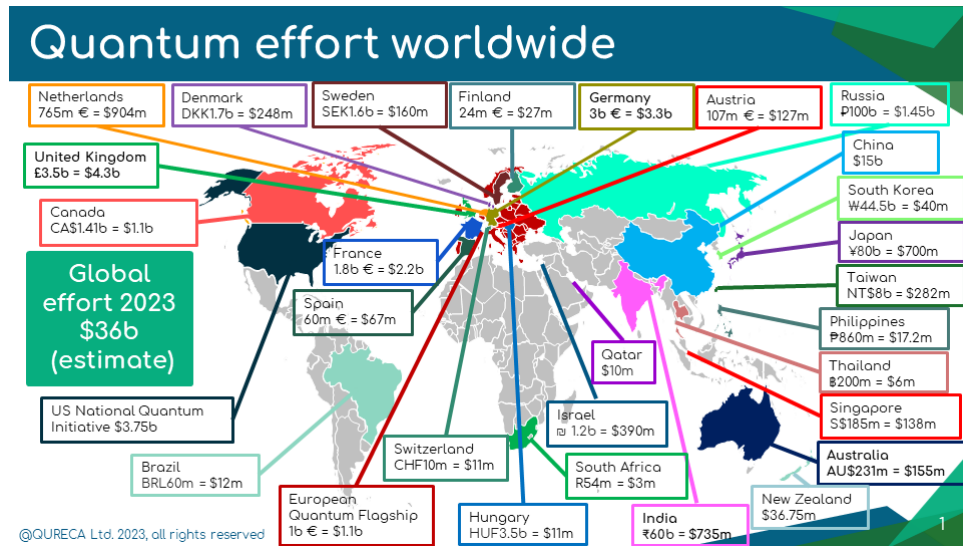 Quantum effort worldwide
Netherlands
765m € = $904m
Denmark
DKK1.7b = $248m
Sweden
SEK1.6b = $160m
Finland
24m € = $27m
Germany
3b € = $3.3b
Austria
107m € = $127m
Russia
₽100b = $1.45b
United Kingdom
£3.5b = $4.3b
China
$15b
South Korea
₩44.5b = $40m
Canada
CA$1.41b = $1.1b
Japan
¥80b = $700m
France
1.8b € = $2.2b
Global
effort 2023
$36b
(estimate)
Taiwan
NT$8b = $282m
Spain
60m € = $67m
Philippines
₱860m = $17.2m
Qatar
$10m
Thailand
฿200m = $6m
US National Quantum
Initiative $3.75b
Israel
₪ 1.2b = $390m
Singapore
S$185m = $138m
Switzerland
CHF10m = $11m
Australia
AU$231m = $155m
Brazil
BRL60m = $12m
South Africa
R54m = $3m
European
Quantum Flagship
1b € = $1.1b
New Zealand
$36.75m
Hungary
HUF3.5b = $11m
India
₹60b = $735m
@QURECA Ltd. 2023, all rights reserved
1